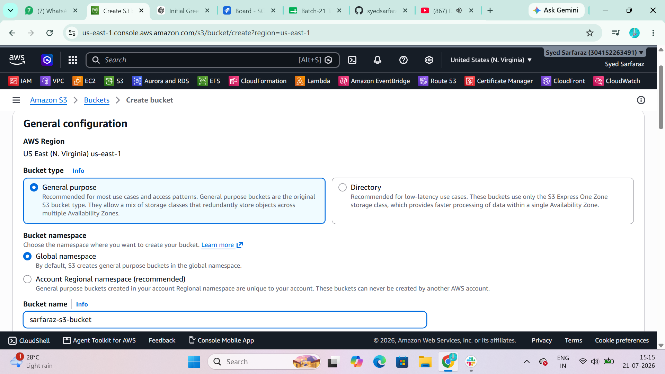 (7) Whats
Create S3
Initial Gree
Board - SC
Batch-21
syedsarfa
(867) L
Ask Gemini
us-east-1.console.aws.amazon.com/s3/bucket/create?region=us-east-1
aws
Search
[Alt+S]
United States (N. Virginia) ▼
Syed Sarfaraz (304152263491) ▼
Syed Sarfaraz
IAM
VPC
EC2
S3
Aurora and RDS
EFS
CloudFormation
Lambda
Amazon EventBridge
Route 53
Certificate Manager
CloudFront
CloudWatch
Amazon S3 > Buckets > Create bucket
General configuration
AWS Region
US East (N. Virginia) us-east-1
Bucket type Info
General purpose
Recommended for most use cases and access patterns. General purpose buckets are the original
S3 bucket type. They allow a mix of storage classes that redundantly store objects across
multiple Availability Zones.
Directory
Recommended for low-latency use cases. These buckets use only the S3 Express One Zone
storage class, which provides faster processing of data within a single Availability Zone.
Bucket namespace
Choose the namespace where you want to create your bucket. Learn more
Global namespace
By default, S3 creates general purpose buckets in the global namespace.
Account Regional namespace (recommended)
General purpose buckets created in your account Regional namespace are unique to your account. These buckets can never be created by another AWS account.
Bucket name Info
sarfaraz-s3-bucket
CloudShell
Agent Toolkit for AWS
Feedback
Console Mobile App
© 2026, Amazon Web Services, Inc. or its affiliates.
Privacy
Terms
Cookie preferences
28°C
Light rain
Search
ENG
IN
15:15
21-07-2026